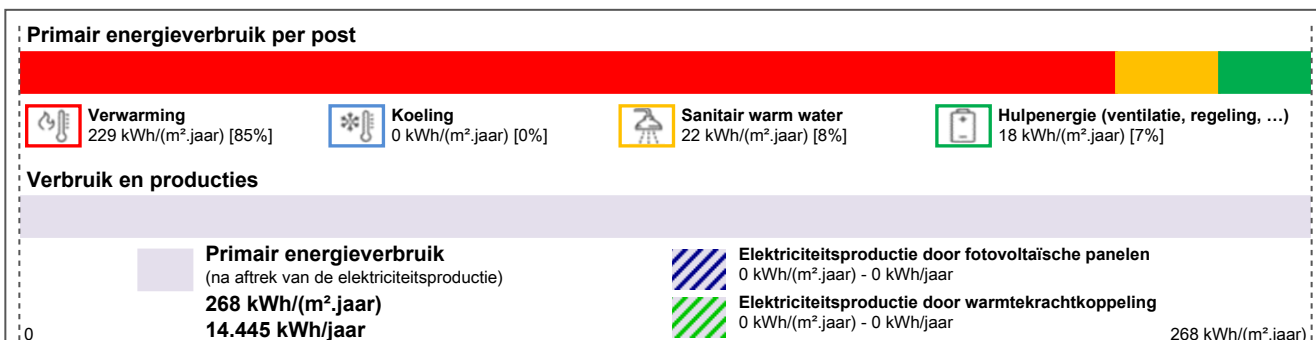 Primair energieverbruik per post
Verwarming
229 kWh/(m².jaar) [85%]
Koeling
0 kWh/(m².jaar) [0%]
Sanitair warm water
22 kWh/(m².jaar) [8%]
Hulpenergie (ventilatie, regeling, …)
18 kWh/(m².jaar) [7%]
Verbruik en producties
Primair energieverbruik
(na aftrek van de elektriciteitsproductie)
268 kWh/(m².jaar)
14.445 kWh/jaar
Elektriciteitsproductie door fotovoltaïsche panelen
0 kWh/(m².jaar) - 0 kWh/jaar
Elektriciteitsproductie door warmtekrachtkoppeling
0 kWh/(m².jaar) - 0 kWh/jaar
0
268 kWh/(m².jaar)